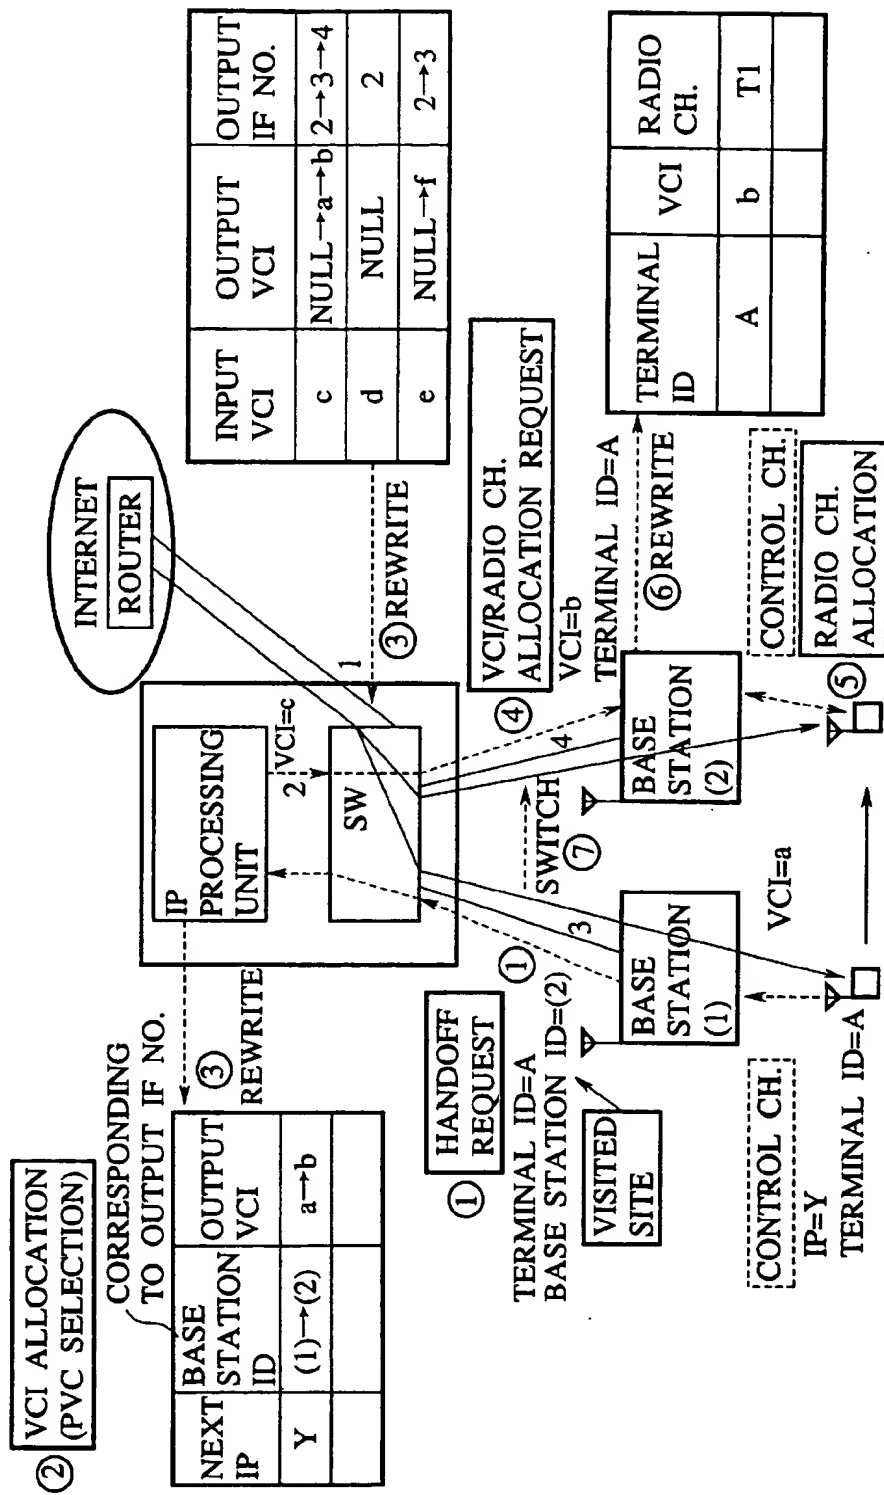 ② VCI ALLOCATION
(PVC SELECTION)
CORRESPONDING
TO OUTPUT IF NO.
NEXT
IP
BASE
STATION
ID
OUTPUT
VCI
Y
(1)→(2)
a→b
③
REWRITE
INTERNET
ROUTER
IP
PROCESSING
UNIT
VCI=c
2
1
SW
③ REWRITE
INPUT
VCI
OUTPUT
VCI
OUTPUT
IF NO.
c
NULL→a→b
2→3→4
d
NULL
2
e
NULL→f
2→3
① HANDOFF
REQUEST
TERMINAL ID=A
BASE STATION ID=(2)
①
VISITED
SITE
3
SWITCH
⑦
4
④ VCI/RADIO CH.
ALLOCATION REQUEST
VCI=b
TERMINAL ID=A
⑥ REWRITE
TERMINAL
ID
VCI
RADIO
CH.
A
b
T1
BASE
STATION
(1)
BASE
STATION
(2)
CONTROL CH.
IP=Y
TERMINAL ID=A
VCI=a
CONTROL CH.
⑤ RADIO CH.
ALLOCATION